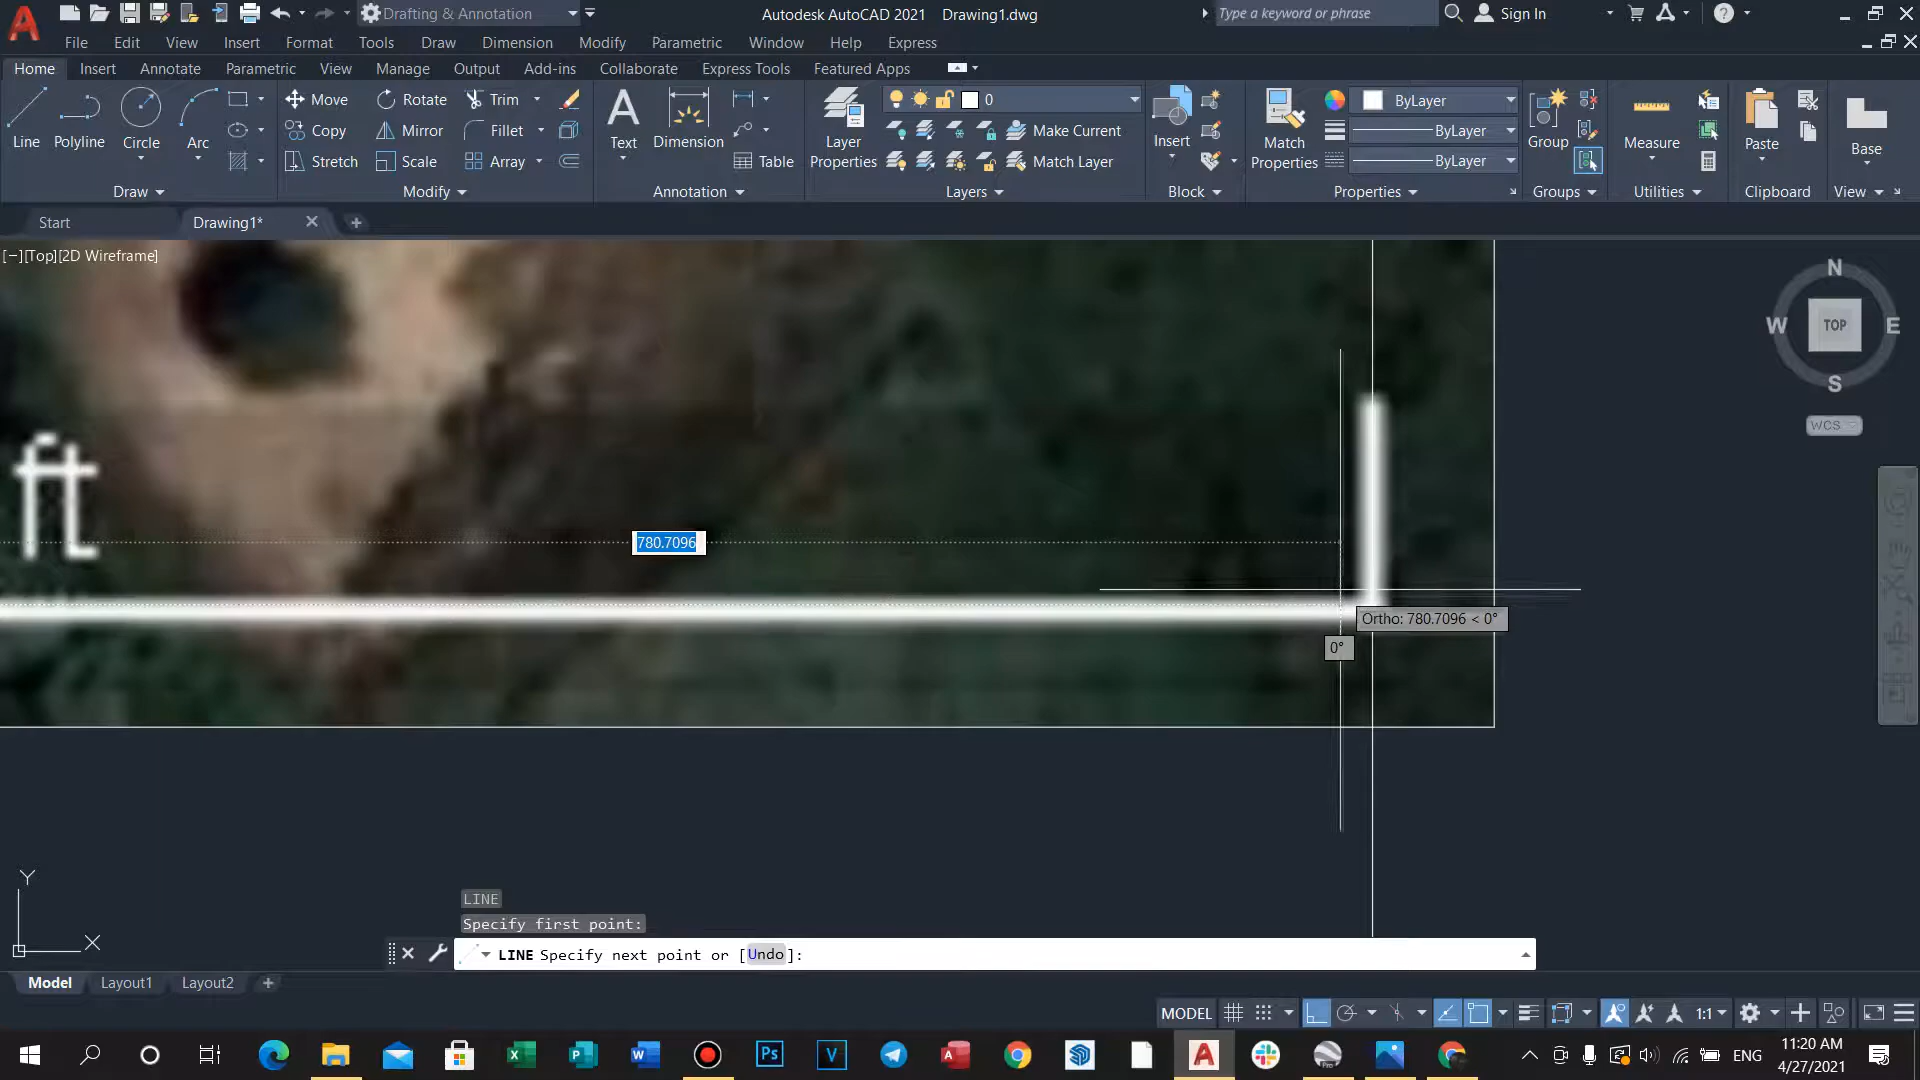 Drafting & Annotation
Autodesk AutoCAD 2021 Drawing1.dwg
Type a keyword or phrase
Sign In
File Edit View Insert Format Tools Draw Dimension Modify Parametric Window Help Express
Home Insert Annotate Parametric View Manage Output Add-ins Collaborate Express Tools Featured Apps
Line Polyline Circle Arc
Move Rotate Trim
Copy Mirror Fillet
Stretch Scale Array
Text Dimension Table
Layer Properties
0
Make Current
Match Layer
Insert
Match Properties
ByLayer
ByLayer
ByLayer
Group
Measure
Paste
Base
Draw Modify Annotation Layers Block Properties Groups Utilities Clipboard View
Start Drawing1*
[−][Top][2D Wireframe]
N
W TOP E
S
WCS
ft
780.7096
Ortho: 780.7096 < 0°
0°
Y
X
LINE
Specify first point:
LINE Specify next point or [Undo]:
Model Layout1 Layout2
MODEL 1:1
Ps V A Pro
ENG
11:20 AM
4/27/2021